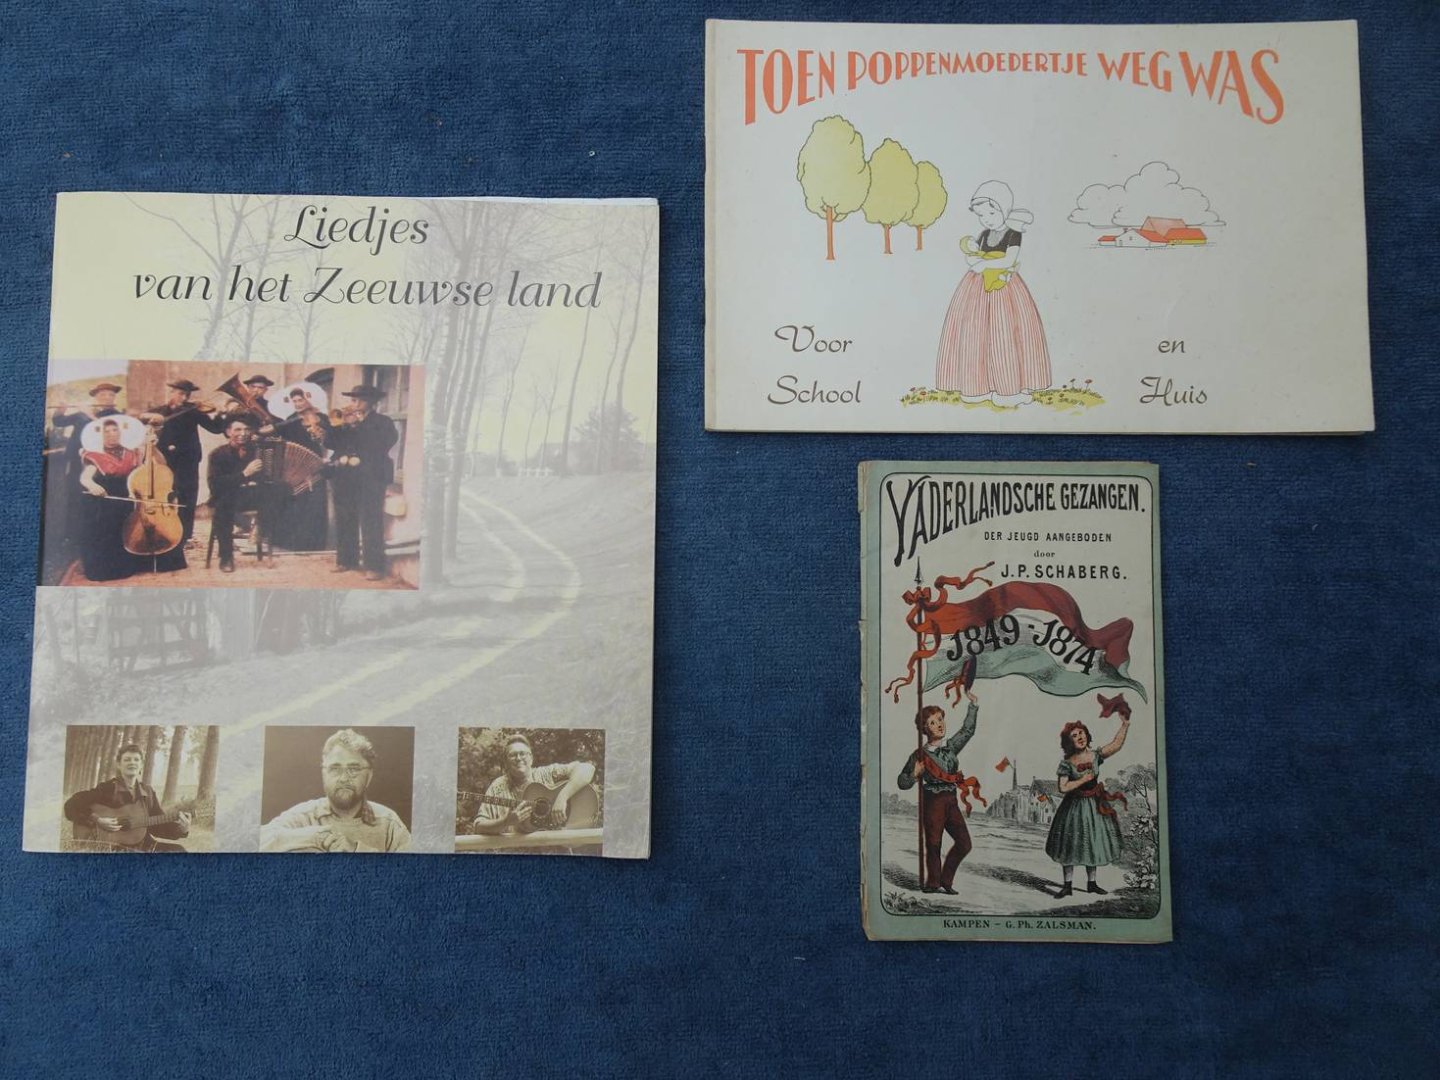 Liedjes
van het Zeeuwse land
TOEN POPPENMOEDERTJE WEG WAS
Voor en
School Huis
VADERLANDSCHE GEZANGEN.
DER JEUGD AANGEBODEN
door
J.P. SCHABERG.
1849-1874
KAMPEN – G. Ph. ZALSMAN.